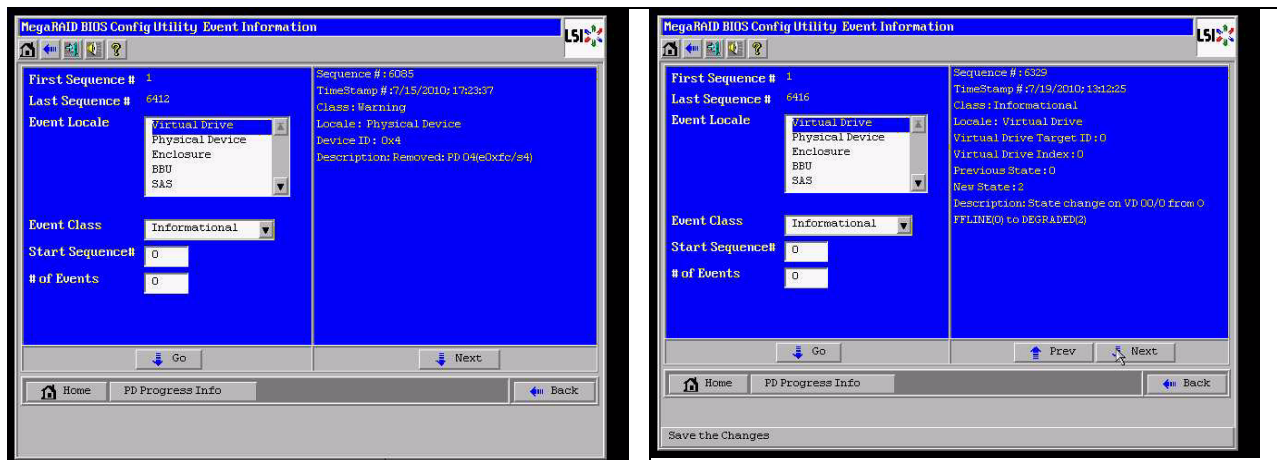 MegaRAID BIOS Config Utility Event Information
LSI
First Sequence # 1
Last Sequence # 6412
Event Locale
Virtual Drive
Physical Device
Enclosure
BBU
SAS
Event Class Informational
Start Sequence# 0
# of Events 0
Go
Sequence #:6085
TimeStamp #:7/15/2010; 17:23:37
Class: Warning
Locale: Physical Device
Device ID: 0x4
Description: Removed: PD 04(e0xfc/s4)
Next
Home
PD Progress Info
Back
MegaRAID BIOS Config Utility Event Information
LSI
First Sequence # 1
Last Sequence # 6416
Event Locale
Virtual Drive
Physical Device
Enclosure
BBU
SAS
Event Class Informational
Start Sequence# 0
# of Events 0
Go
Sequence #:6329
TimeStamp #:7/19/2010; 13:12:25
Class: Informational
Locale: Virtual Drive
Virtual Drive Target ID:0
Virtual Drive Index:0
Previous State:0
New State:2
Description: State change on VD 00/0 from O
FFLINE(0) to DEGRADED(2)
Prev
Next
Home
PD Progress Info
Back
Save the Changes